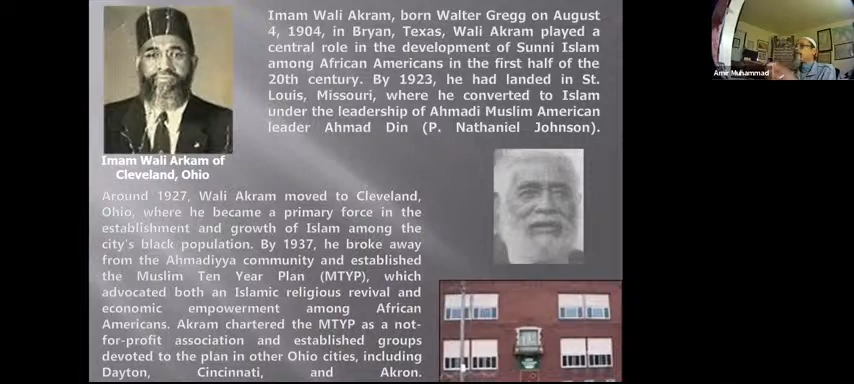 Imam Wali Akram, born Walter Gregg on August
4, 1904, in Bryan, Texas, Wali Akram played a
central role in the development of Sunni Islam
among African Americans in the first half of the
20th century. By 1923, he had landed in St.
Louis, Missouri, where he converted to Islam
under the leadership of Ahmadi Muslim American
leader Ahmad Din (P. Nathaniel Johnson).
Imam Wali Arkam of
Cleveland, Ohio
Around 1927, Wali Akram moved to Cleveland,
Ohio, where he became a primary force in the
establishment and growth of Islam among the
city's black population. By 1937, he broke away
from the Ahmadiyya community and established
the Muslim Ten Year Plan (MTYP), which
advocated both an Islamic religious revival and
economic empowerment among African
Americans. Akram chartered the MTYP as a not-
for-profit association and established groups
devoted to the plan in other Ohio cities, including
Dayton, Cincinnati, and Akron.
Amir Muhammad